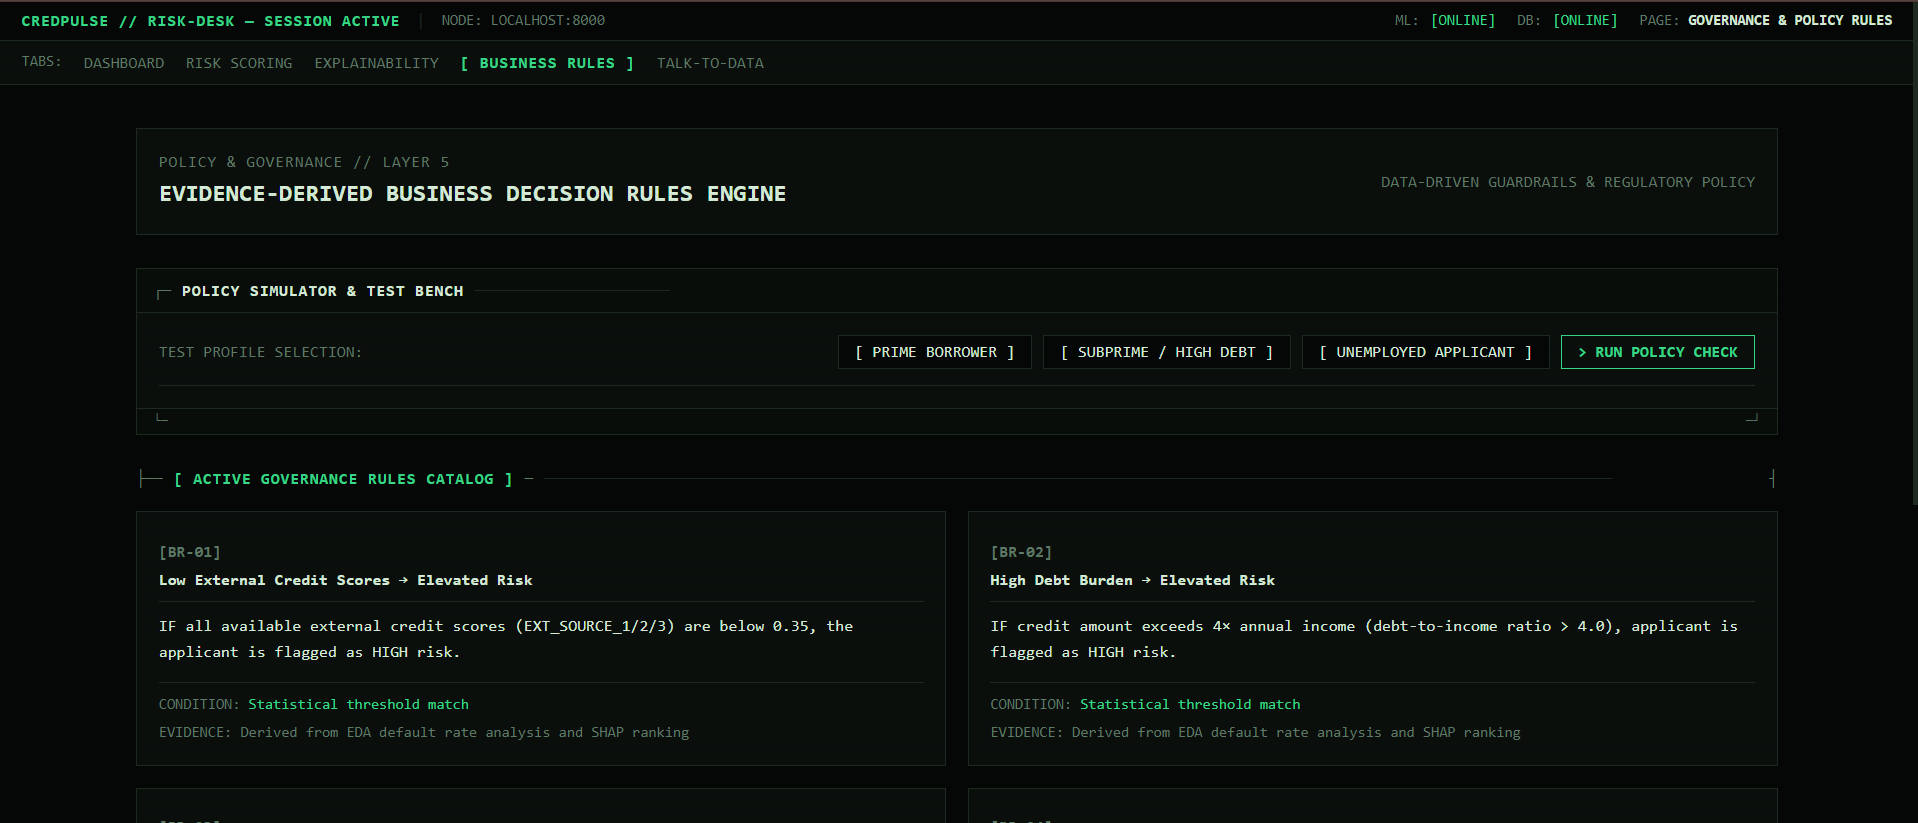 CREDPULSE // RISK-DESK — SESSION ACTIVE NODE: LOCALHOST:8000 ML: [ONLINE] DB: [ONLINE] PAGE: GOVERNANCE & POLICY RULES
TABS: DASHBOARD RISK SCORING EXPLAINABILITY [ BUSINESS RULES ] TALK-TO-DATA
POLICY & GOVERNANCE // LAYER 5
EVIDENCE-DERIVED BUSINESS DECISION RULES ENGINE
DATA-DRIVEN GUARDRAILS & REGULATORY POLICY
POLICY SIMULATOR & TEST BENCH
TEST PROFILE SELECTION: [ PRIME BORROWER ] [ SUBPRIME / HIGH DEBT ] [ UNEMPLOYED APPLICANT ] > RUN POLICY CHECK
[ ACTIVE GOVERNANCE RULES CATALOG ]
[BR-01]
Low External Credit Scores → Elevated Risk
IF all available external credit scores (EXT_SOURCE_1/2/3) are below 0.35, the
applicant is flagged as HIGH risk.
CONDITION: Statistical threshold match
EVIDENCE: Derived from EDA default rate analysis and SHAP ranking
[BR-02]
High Debt Burden → Elevated Risk
IF credit amount exceeds 4× annual income (debt-to-income ratio > 4.0), applicant is
flagged as HIGH risk.
CONDITION: Statistical threshold match
EVIDENCE: Derived from EDA default rate analysis and SHAP ranking